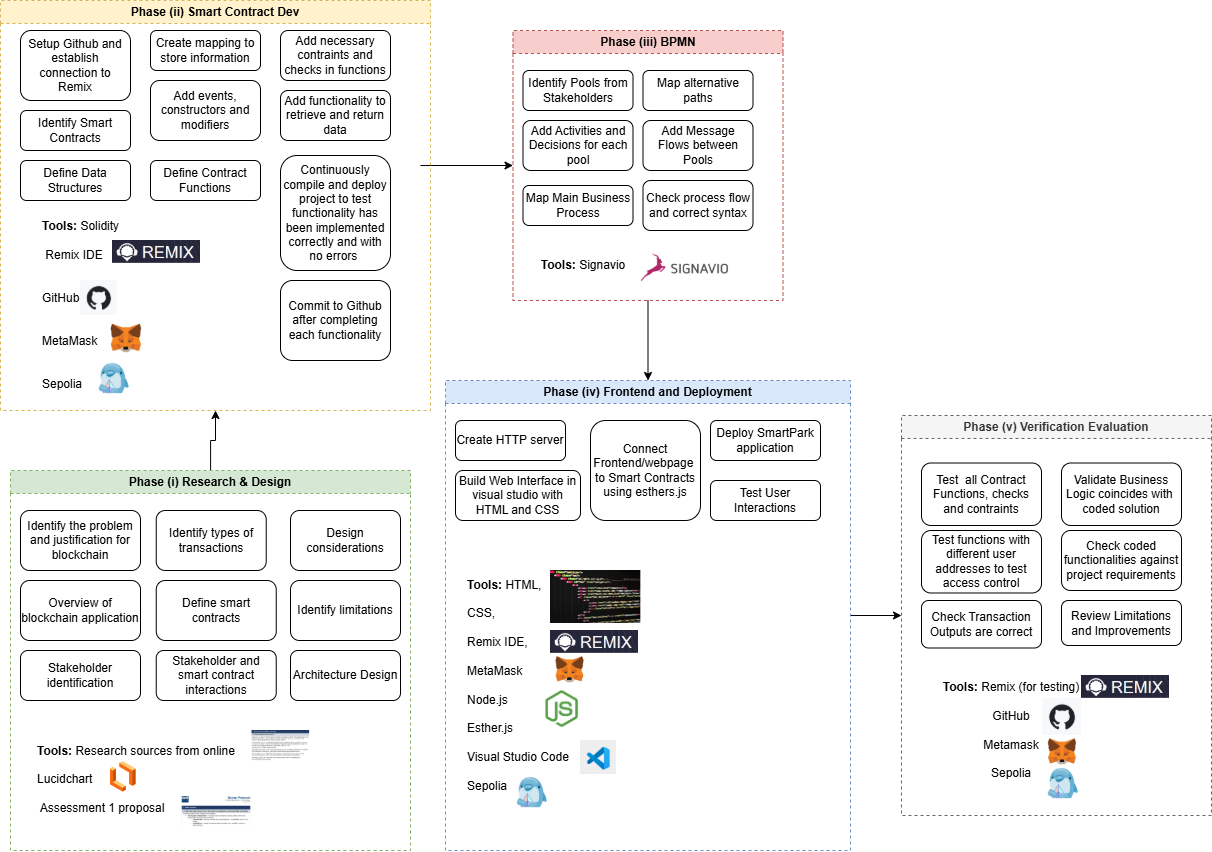 Phase (ii) Smart Contract Dev
Setup Github and
establish
connection to
Remix
Identify Smart
Contracts
Define Data
Structures
Create mapping to
store information
Add events,
constructors and
modifiers
Define Contract
Functions
Add necessary
contraints and
checks in functions
Add functionality to
retrieve and return
data
Continuously
compile and deploy
project to test
functionality has
been implemented
correctly and with
no errors
Commit to Github
after completing
each functionality
Tools: Solidity
Remix IDE
REMIX
GitHub
MetaMask
Sepolia
Phase (iii) BPMN
Identify Pools from
Stakeholders
Map alternative
paths
Add Activities and
Decisions for each
pool
Add Message
Flows between
Pools
Map Main Business
Process
Check process flow
and correct syntax
Tools: Signavio
SIGNAVIO
Phase (i) Research & Design
Identify the problem
and justification for
blockchain
Identify types of
transactions
Design
considerations
Overview of
blockchain application
Define smart
contracts
Identify limitations
Stakeholder
identification
Stakeholder and
smart contract
interactions
Architecture Design
Tools: Research sources from online
Lucidchart
Assessment 1 proposal
Phase (iv) Frontend and Deployment
Create HTTP server
Build Web Interface in
visual studio with
HTML and CSS
Connect
Frontend/webpage
to Smart Contracts
using esthers.js
Deploy SmartPark
application
Test User
Interactions
Tools: HTML,
CSS,
Remix IDE,
REMIX
MetaMask
Node.js
JS
Esther.js
Visual Studio Code
Sepolia
Phase (v) Verification Evaluation
Test  all Contract
Functions, checks
and contraints
Validate Business
Logic coincides with
coded solution
Test functions with
different user
addresses to test
access control
Check coded
functionalities against
project requirements
Check Transaction
Outputs are correct
Review Limitations
and Improvements
Tools: Remix (for testing)
REMIX
GitHub
Metamask
Sepolia